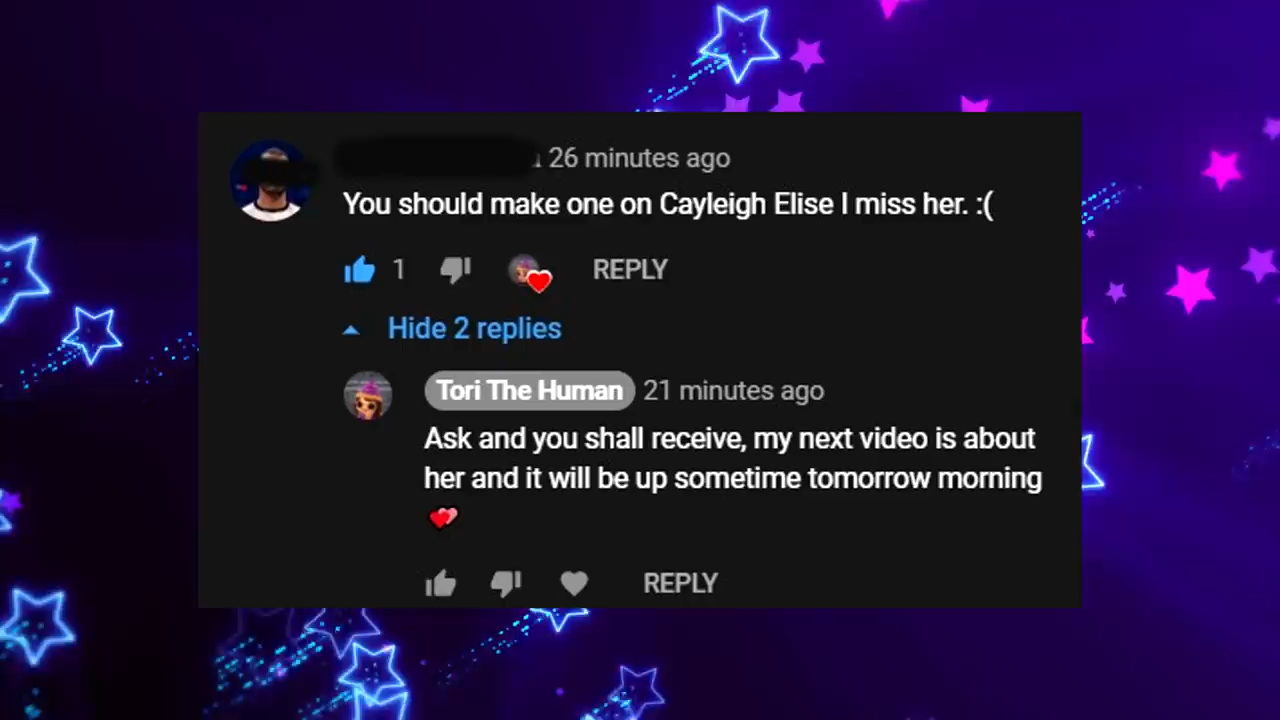 26 minutes ago
You should make one on Cayleigh Elise I miss her. :(
1
REPLY
Hide 2 replies
Tori The Human 21 minutes ago
Ask and you shall receive, my next video is about
her and it will be up sometime tomorrow morning
REPLY